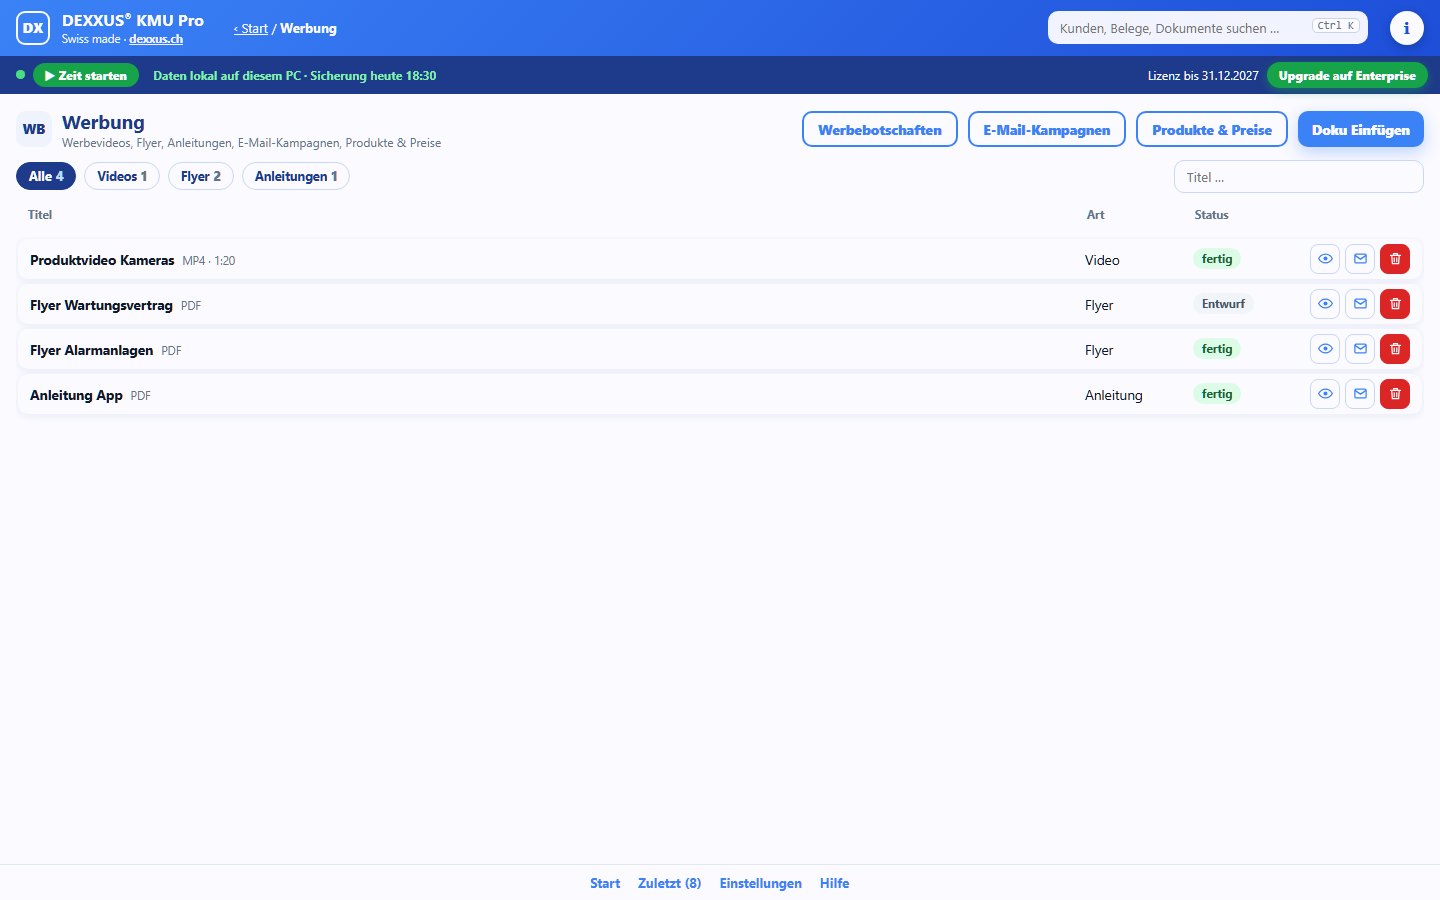 DX DEXXUS® KMU Pro
Swiss made · dexxus.ch
‹ Start / Werbung
Kunden, Belege, Dokumente suchen ... Ctrl K
i
▶ Zeit starten Daten lokal auf diesem PC · Sicherung heute 18:30
Lizenz bis 31.12.2027 Upgrade auf Enterprise
WB Werbung
Werbevideos, Flyer, Anleitungen, E-Mail-Kampagnen, Produkte & Preise
Werbebotschaften E-Mail-Kampagnen Produkte & Preise Doku Einfügen
Alle 4 Videos 1 Flyer 2 Anleitungen 1
Titel ...
Titel Art Status
Produktvideo Kameras MP4 · 1:20 Video fertig
Flyer Wartungsvertrag PDF Flyer Entwurf
Flyer Alarmanlagen PDF Flyer fertig
Anleitung App PDF Anleitung fertig
Start Zuletzt (8) Einstellungen Hilfe